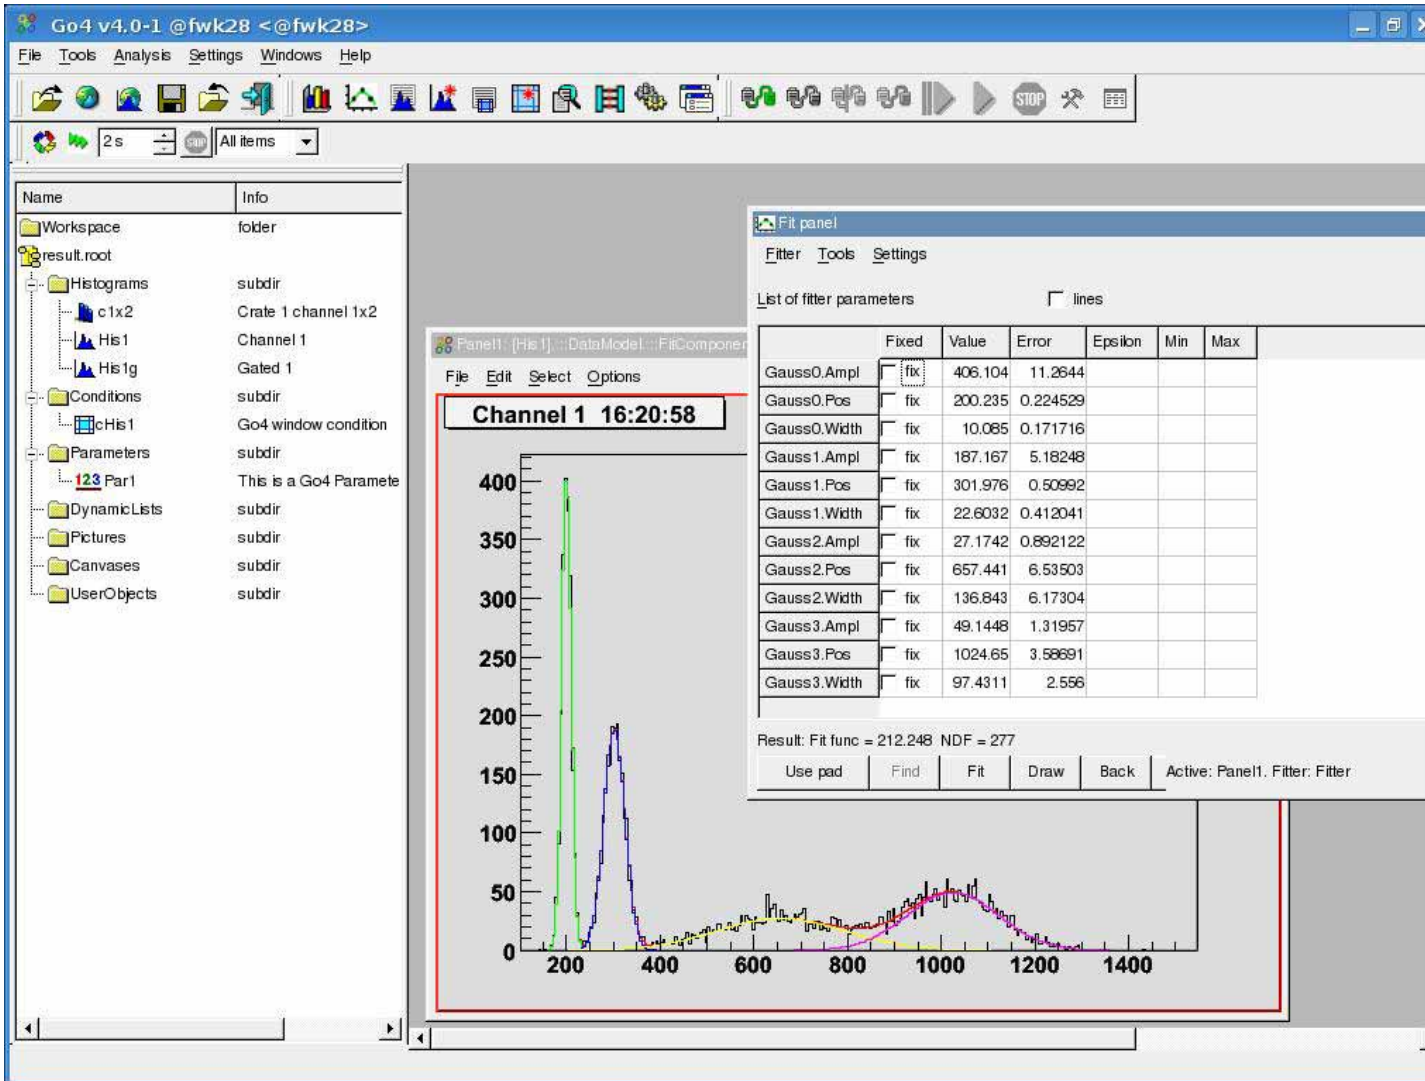 Go4 v4.0-1 @fwk28 <@fwk28>
File Tools Analysis Settings Windows Help
STOP
2 s STOP All items
Name Info
Workspace folder
result.root
Histograms subdir
c1x2 Crate 1 channel 1x2
His1 Channel 1
His1g Gated 1
Conditions subdir
cHis1 Go4 window condition
Parameters subdir
123 Par1 This is a Go4 Paramete
DynamicLists subdir
Pictures subdir
Canvases subdir
UserObjects subdir
Panel1: [His1],:::DataModel:::FitComponen
File Edit Select Options
Channel 1 16:20:58
400
350
300
250
200
150
100
50
0
200 400 600 800 1000 1200 1400
Fit panel
Fitter Tools Settings
List of fitter parameters lines
Fixed Value Error Epsilon Min Max
Gauss0.Ampl fix 406.104 11.2644
Gauss0.Pos fix 200.235 0.224529
Gauss0.Width fix 10.085 0.171716
Gauss1.Ampl fix 187.167 5.18248
Gauss1.Pos fix 301.976 0.50992
Gauss1.Width fix 22.6032 0.412041
Gauss2.Ampl fix 27.1742 0.892122
Gauss2.Pos fix 657.441 6.53503
Gauss2.Width fix 136.843 6.17304
Gauss3.Ampl fix 49.1448 1.31957
Gauss3.Pos fix 1024.65 3.58691
Gauss3.Width fix 97.4311 2.556
Result: Fit func = 212.248 NDF = 277
Use pad Find Fit Draw Back Active: Panel1. Fitter: Fitter